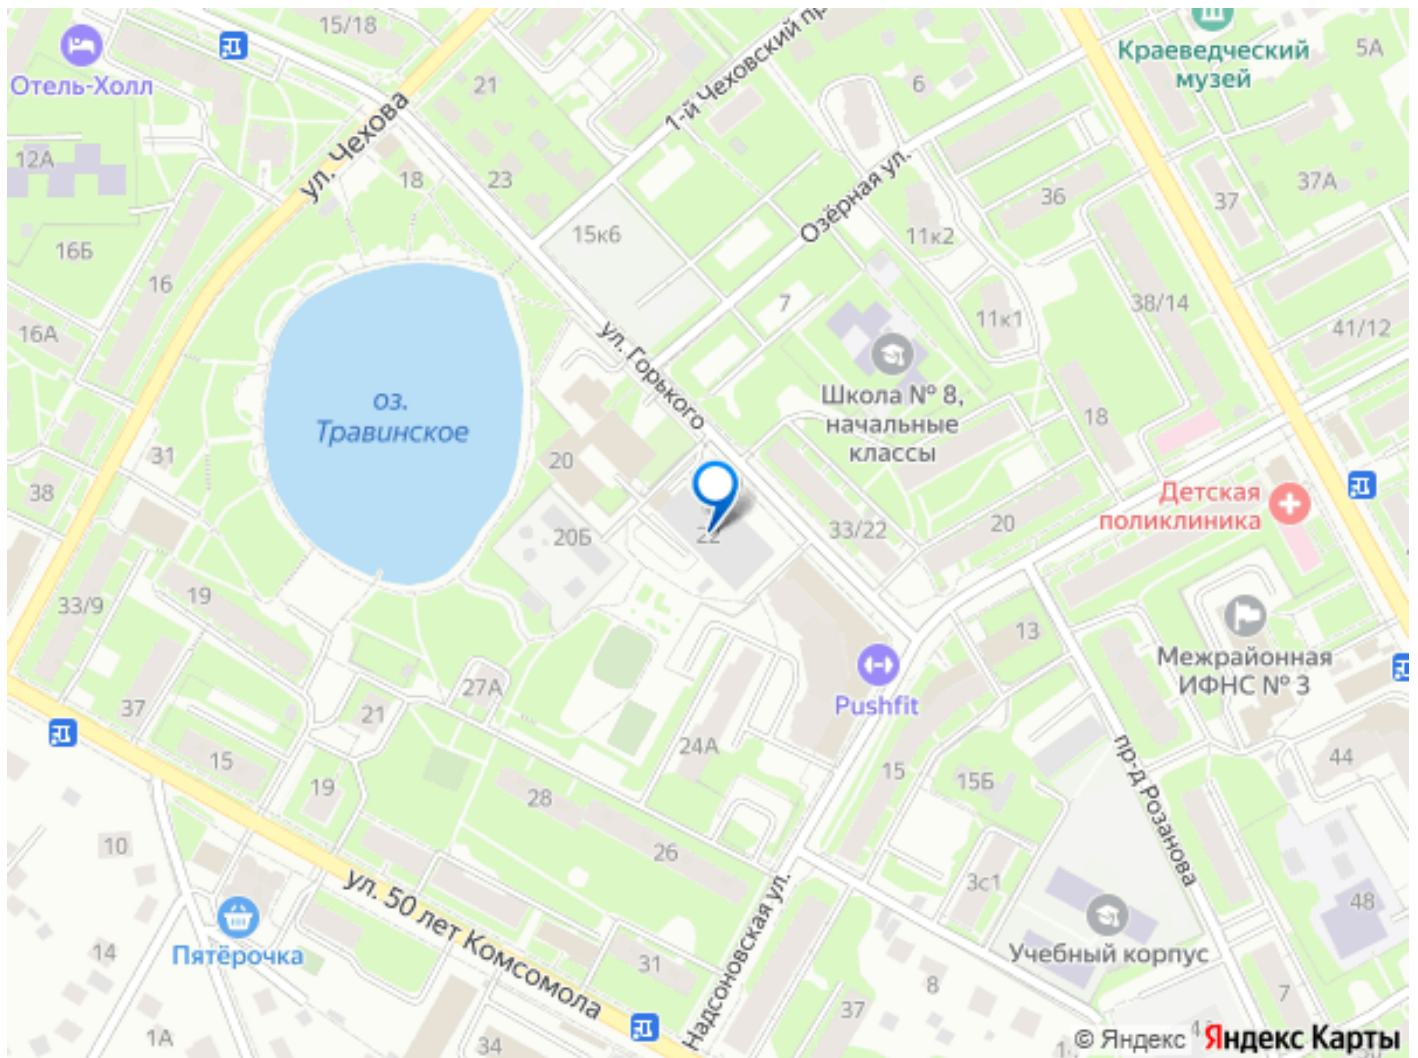 15/18
Отель-Холл
21
1-й Чеховский пр
Краеведческий
музей
5А
6
ул. Чехова
12А
18
23
Озёрная ул.
36
37
37А
16Б
15к6
11к2
16
7
38/14
16А
11к1
41/12
ул. Горького
оз.
Травинское
Школа № 8,
начальные
классы
18
31
20
38
Детская
поликлиника
20Б
22
33/22
20
33/9
19
13
Межрайонная
ИФНС № 3
27А
Pushfit
37
21
24А
15
44
15
15Б
19
28
пр-д Розанова
10
26
3с1
ул. 50 лет Комсомола
48
Пятёрочка
Учебный корпус
14
31
Надсоновская ул.
8
7
37
1А
34
© Яндекс
Яндекс Карты